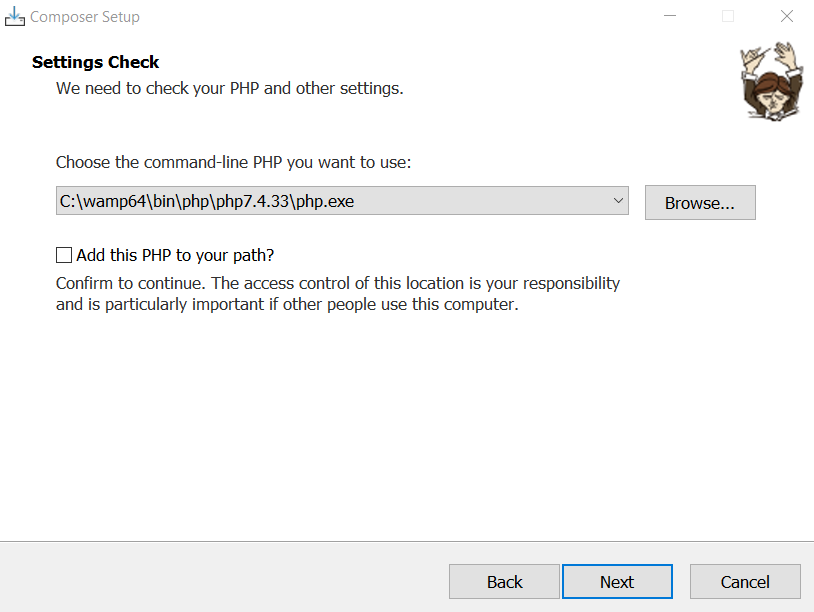 Composer Setup
Settings Check
We need to check your PHP and other settings.
Choose the command-line PHP you want to use:
C:\wamp64\bin\php\php7.4.33\php.exe
Browse...
Add this PHP to your path?
Confirm to continue. The access control of this location is your responsibility
and is particularly important if other people use this computer.
Back
Next
Cancel